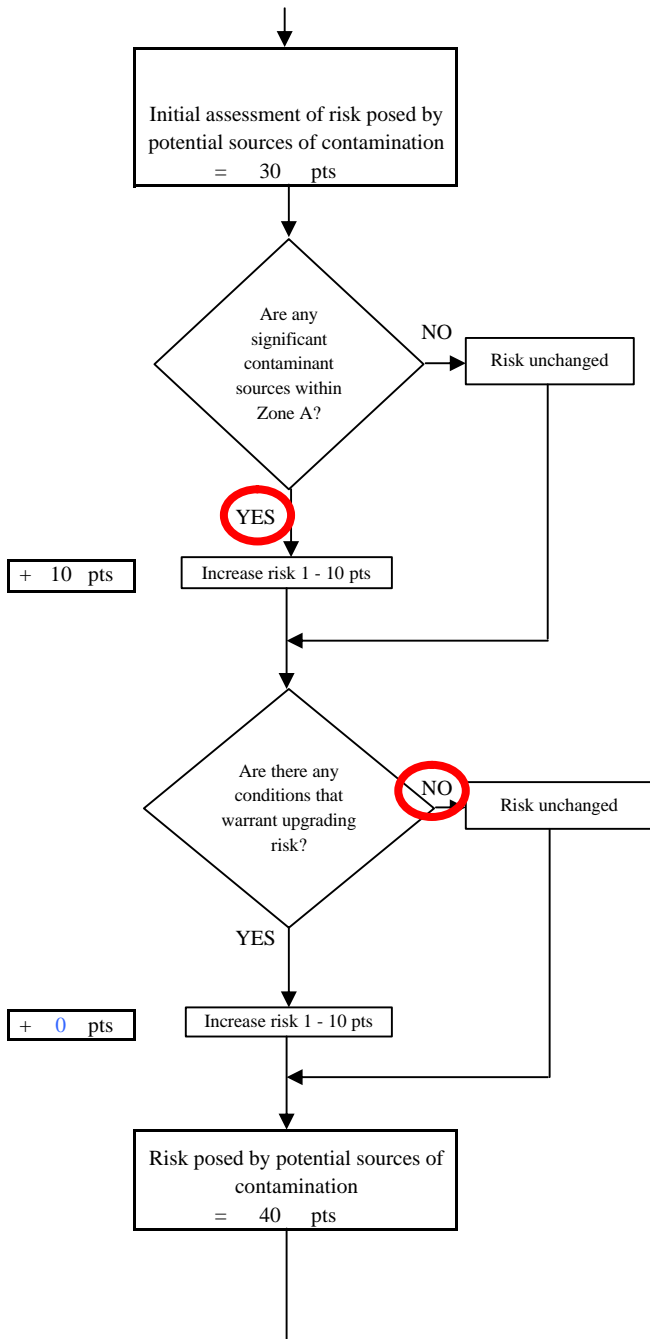 Initial assessment of risk posed by
potential sources of contamination
= 30 pts
Are any
significant
contaminant
sources within
Zone A?
NO
Risk unchanged
YES
+ 10 pts
Increase risk 1 - 10 pts
Are there any
conditions that
warrant upgrading
risk?
NO
Risk unchanged
YES
+ 0 pts
Increase risk 1 - 10 pts
Risk posed by potential sources of
contamination
= 40 pts